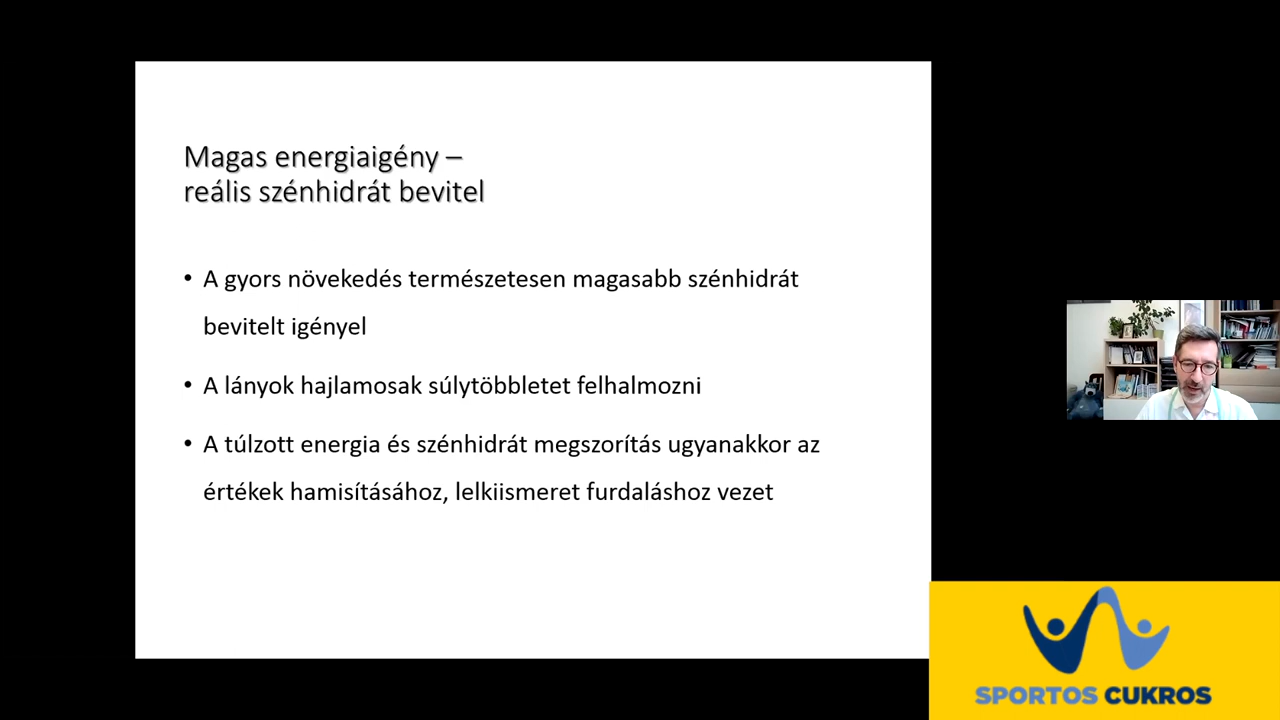 Magas energiaigény –
reális szénhidrát bevitel
• A gyors növekedés természetesen magasabb szénhidrát
bevitelt igényel
• A lányok hajlamosak súlytöbbletet felhalmozni
• A túlzott energia és szénhidrát megszorítás ugyanakkor az
értékek hamisításához, lelkiismeret furdaláshoz vezet
SPORTOS CUKROS